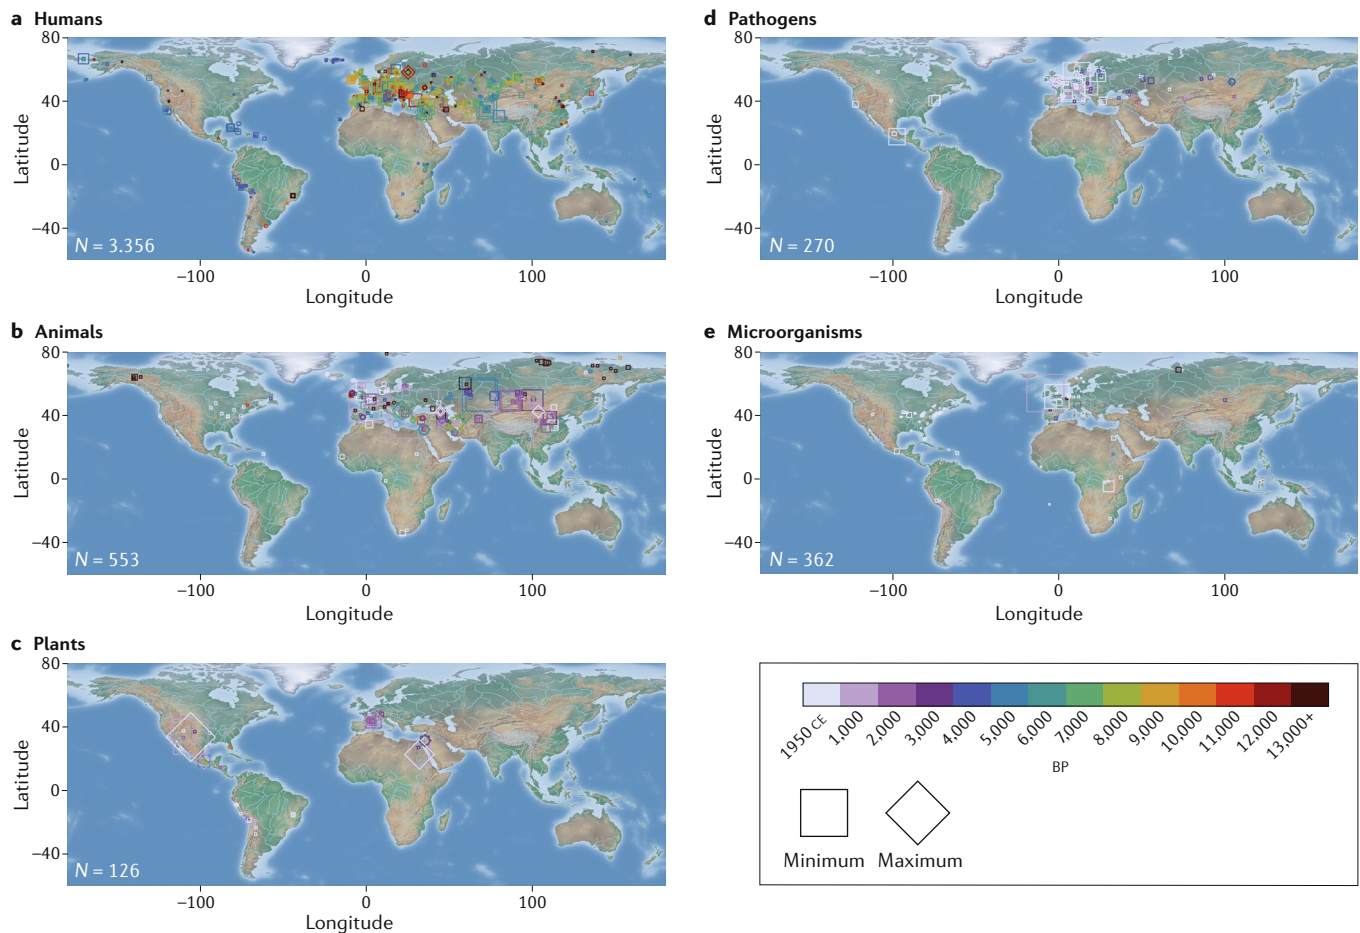 a Humans
80
40
0
−40
Latitude
N = 3.356
−100 0 100
Longitude
b Animals
80
40
0
−40
Latitude
N = 553
−100 0 100
Longitude
c Plants
80
40
0
−40
Latitude
N = 126
−100 0 100
Longitude
d Pathogens
80
40
0
−40
Latitude
N = 270
−100 0 100
Longitude
e Microorganisms
80
40
0
−40
Latitude
N = 362
−100 0 100
Longitude
1950 CE 1,000 2,000 3,000 4,000 5,000 6,000 7,000 8,000 9,000 10,000 11,000 12,000 13,000+
BP
Minimum Maximum